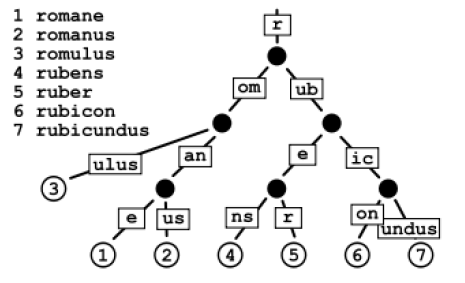 1 romane
2 romanus
3 romulus
4 rubens
5 ruber
6 rubicon
7 rubicundus
r
om ub
ulus an e ic
3
e us ns r on undus
1 2 4 5 6 7